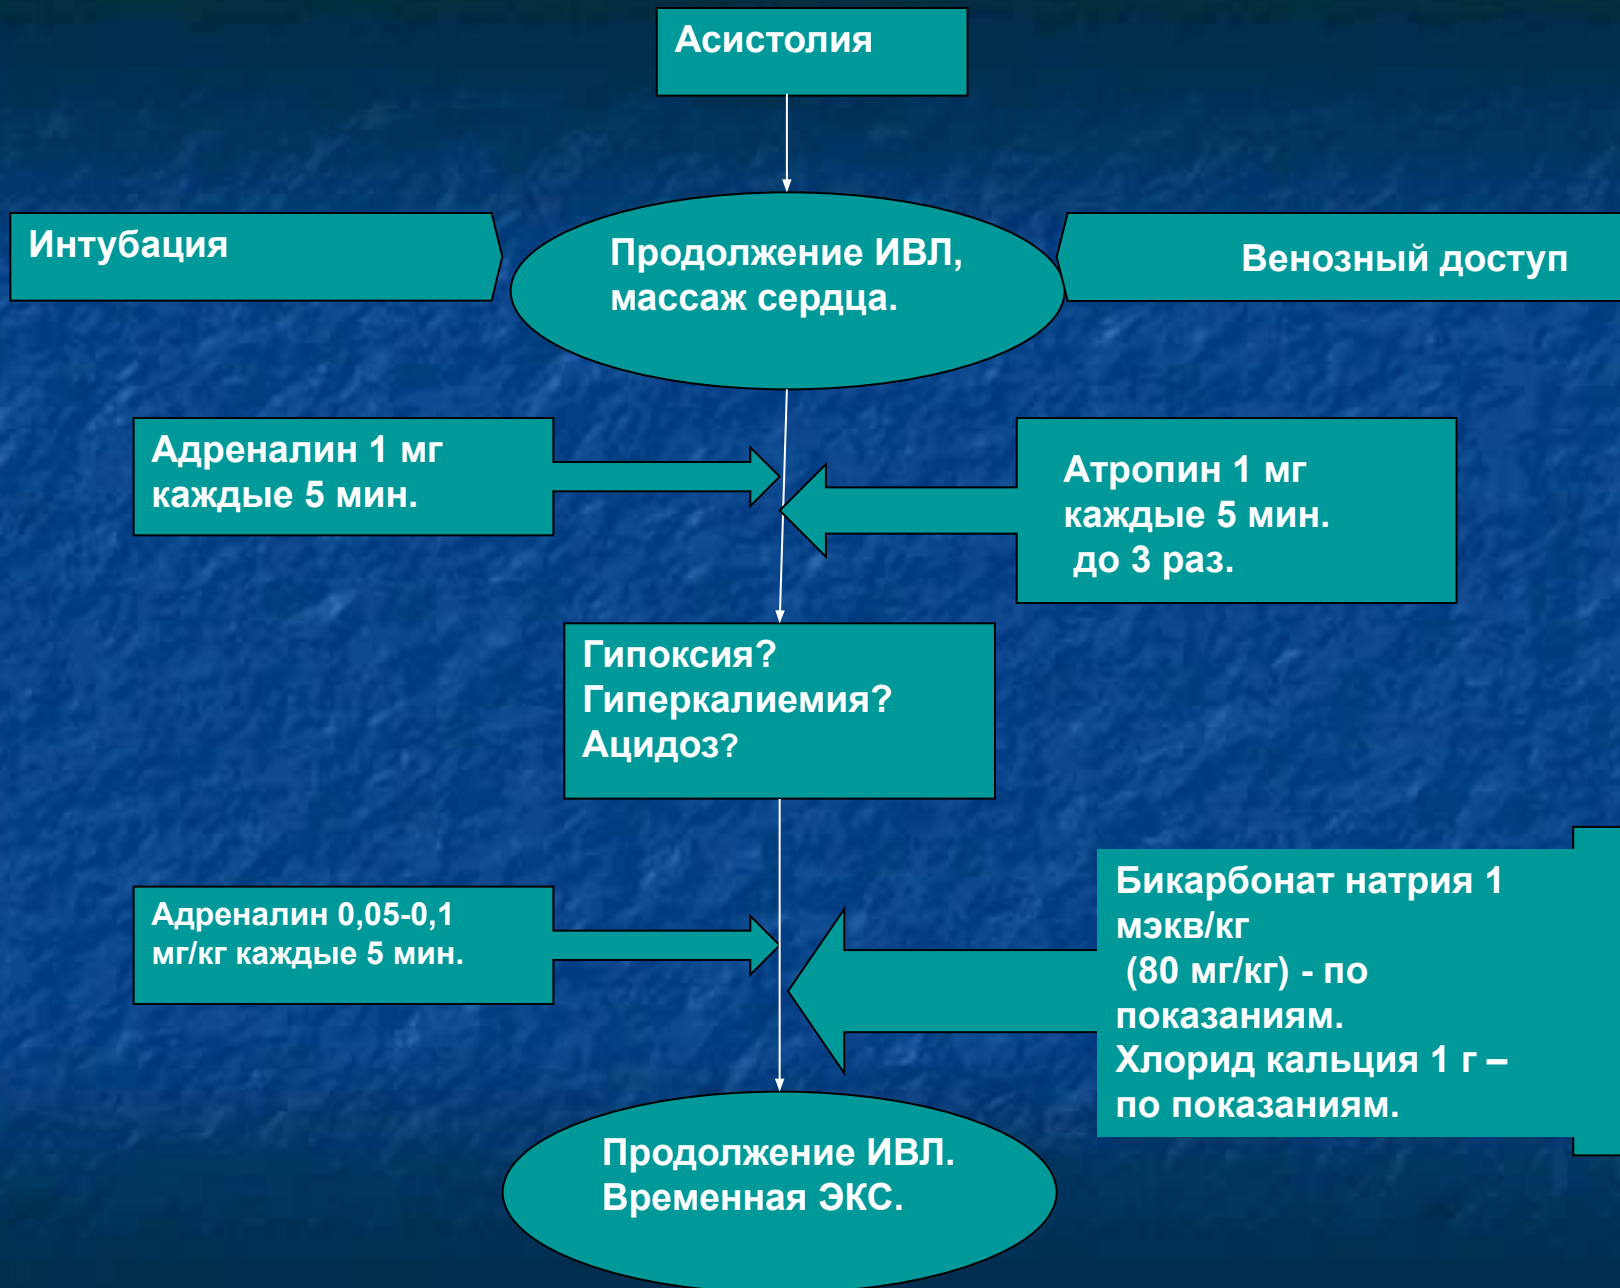 Асистолия
Интубация
Продолжение ИВЛ,
массаж сердца.
Венозный доступ
Адреналин 1 мг
каждые 5 мин.
Атропин 1 мг
каждые 5 мин.
до 3 раз.
Гипоксия?
Гиперкалиемия?
Ацидоз?
Адреналин 0,05-0,1
мг/кг каждые 5 мин.
Бикарбонат натрия 1
мэкв/кг
(80 мг/кг) - по
показаниям.
Хлорид кальция 1 г –
по показаниям.
Продолжение ИВЛ.
Временная ЭКС.